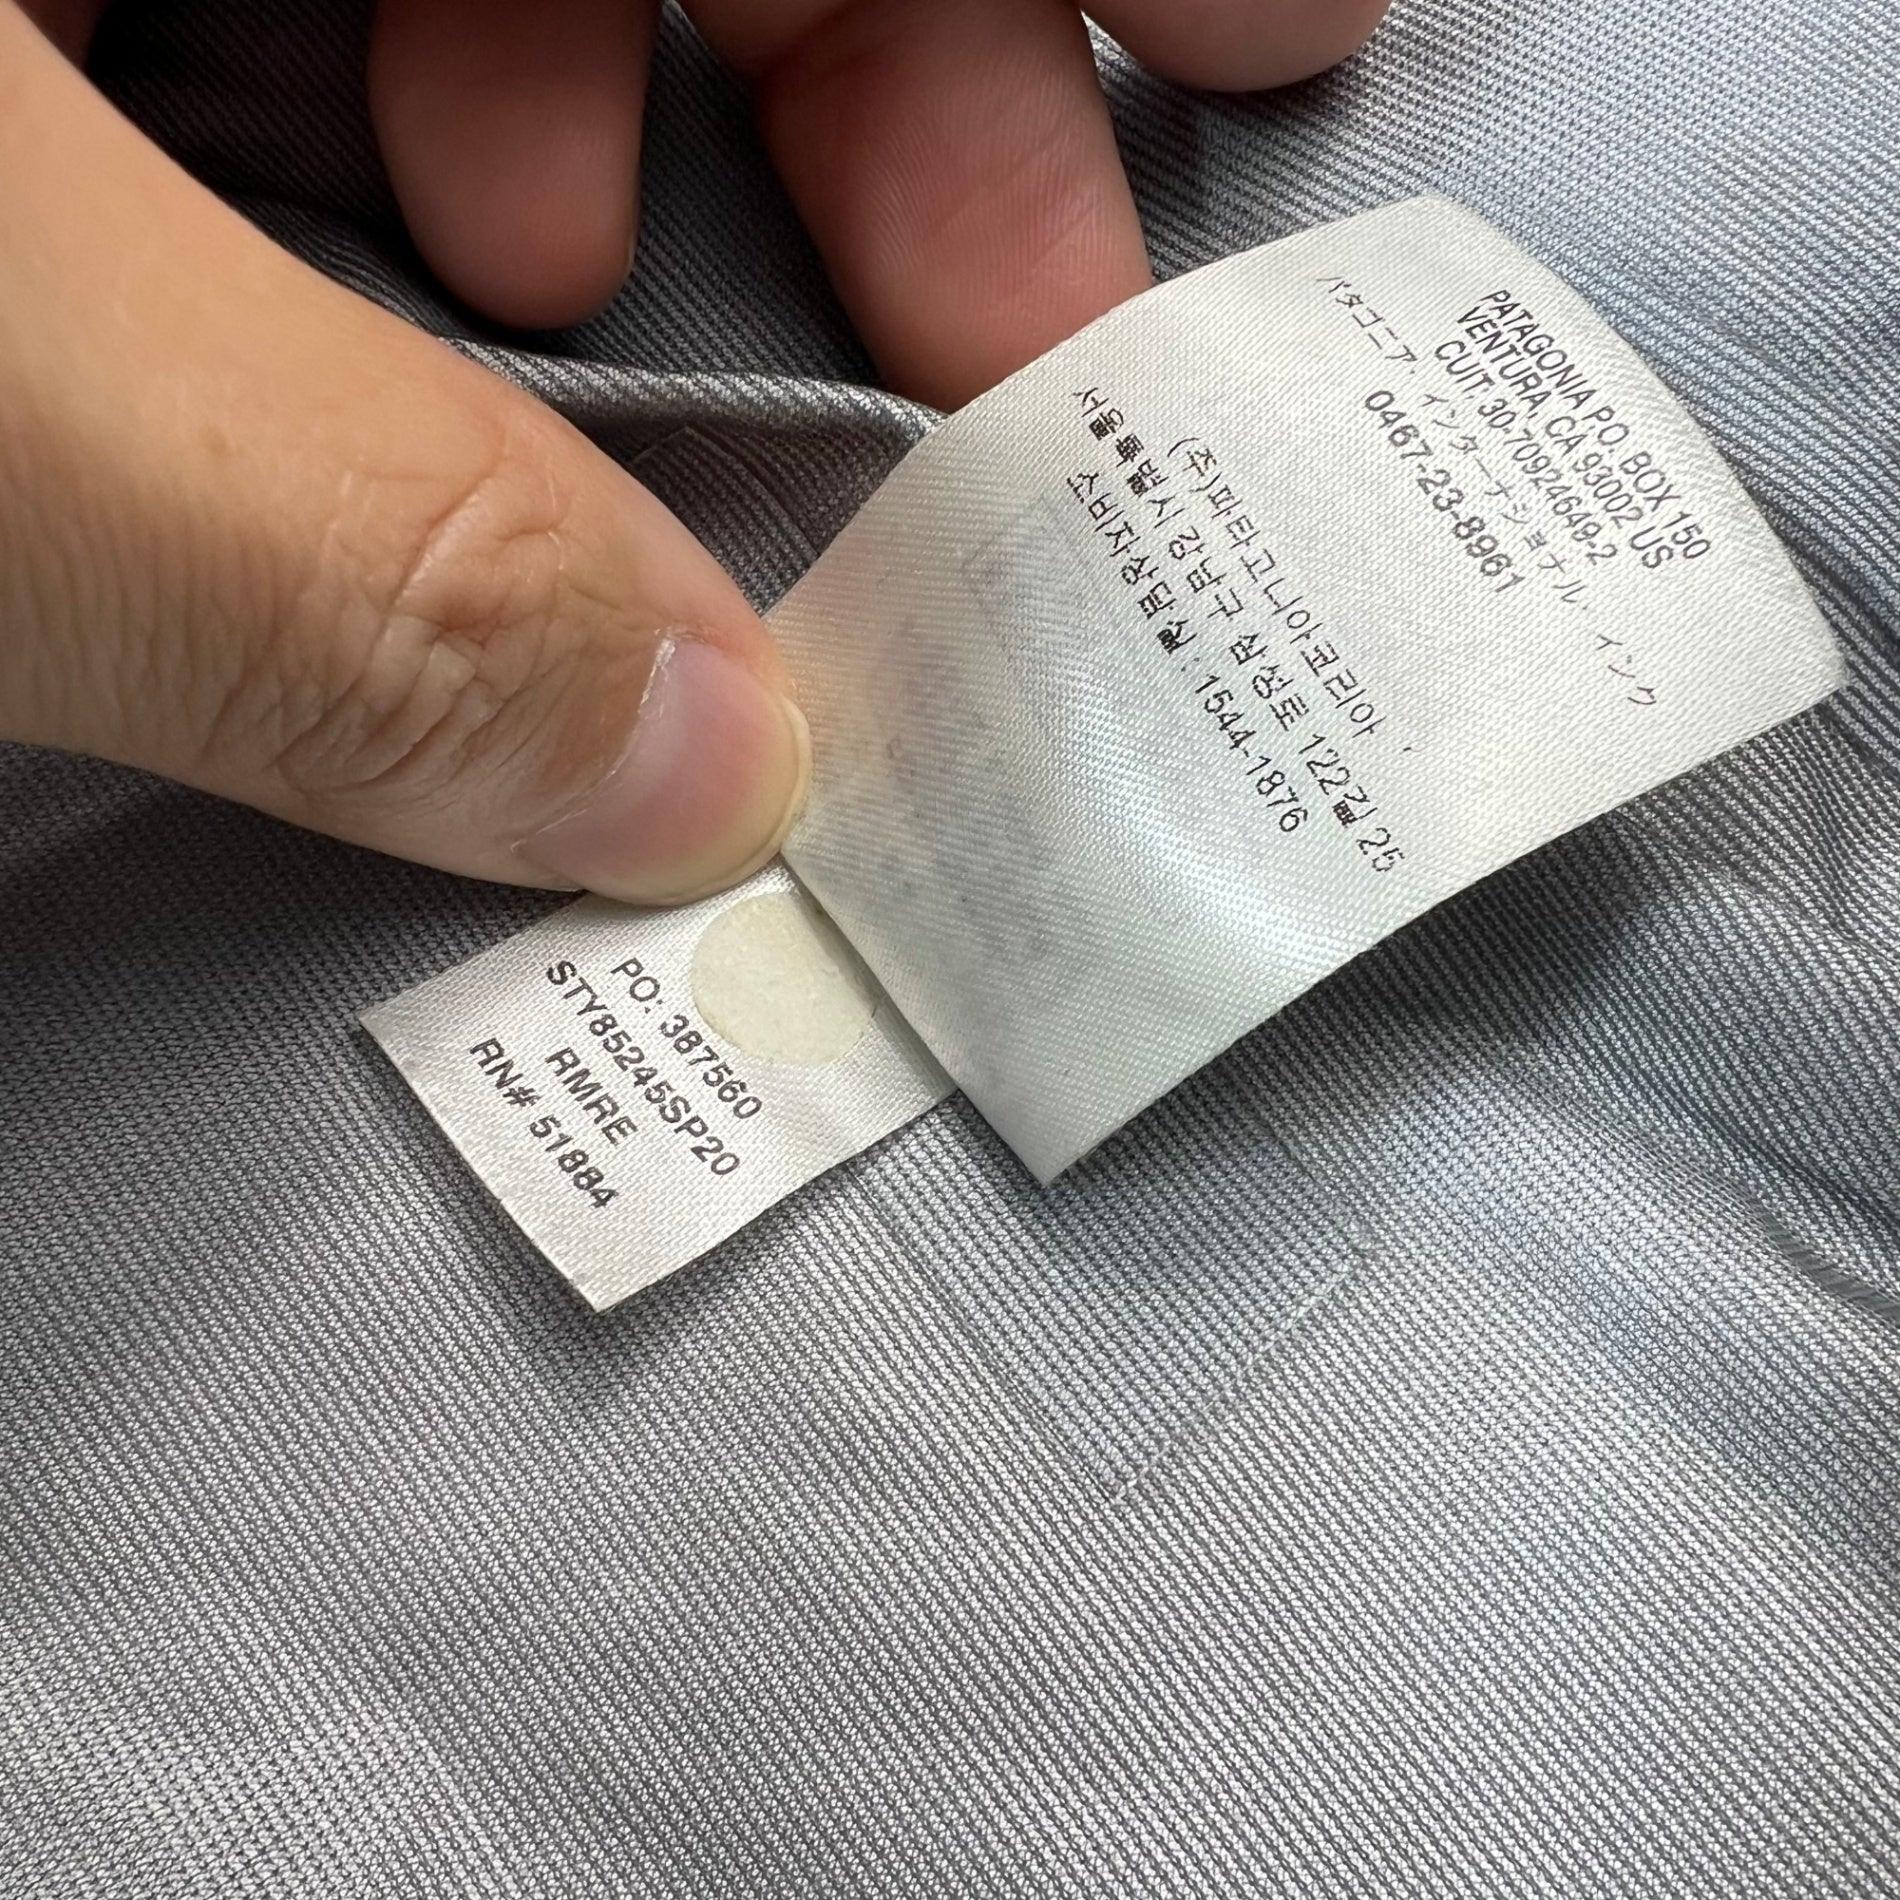 PATAGONIA P.O. BOX 150
VENTURA, CA 93002 US
CUIT. 30-70924649-2
パタゴニア・インターナショナル・インク
0467-23-8961
(주)파타고니아코리아
서울특별시 강남구 삼성로 122길 25
소비자상담실 : 1544-1876
PO: 387560
STY85245SP20
RMRE
RN# 51884